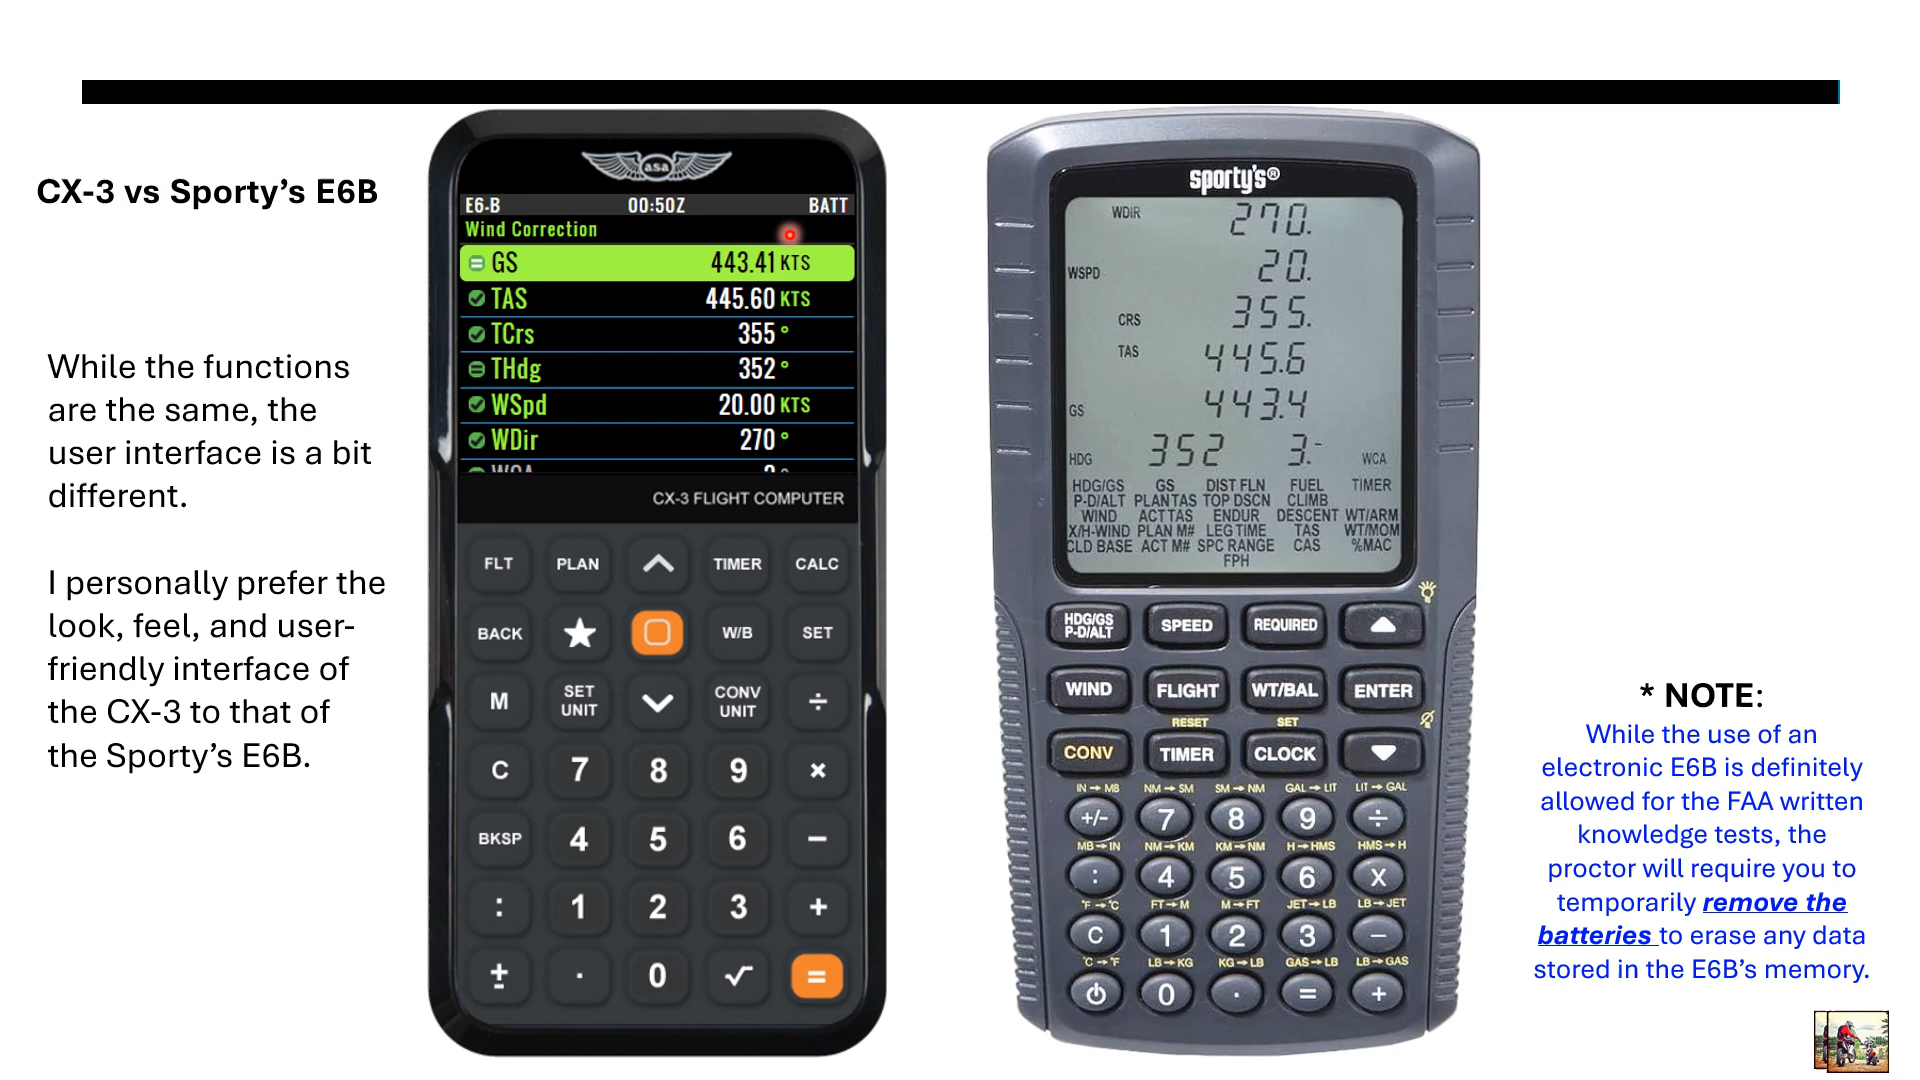 CX-3 vs Sporty’s E6B
While the functions
are the same, the
user interface is a bit
different.
I personally prefer the
look, feel, and user-
friendly interface of
the CX-3 to that of
the Sporty’s E6B.
asa
E6-B 00:50Z BATT
Wind Correction
GS 443.41 KTS
TAS 445.60 KTS
TCrs 355 °
THdg 352 °
WSpd 20.00 KTS
WDir 270 °
CX-3 FLIGHT COMPUTER
FLT PLAN TIMER CALC
BACK W/B SET
M SET UNIT CONV UNIT ÷
C 7 8 9 ×
BKSP 4 5 6 −
: 1 2 3 +
± . 0 √ =
sporty's®
WDIR 270.
WSPD 20.
CRS 355.
TAS 445.6
GS 443.4
HDG 352 3.- WCA
HDG/GS GS DIST FLN FUEL TIMER
P-D/ALT PLAN TAS TOP DSCN CLIMB
WIND ACT TAS ENDUR DESCENT WT/ARM
X/H-WIND PLAN M# LEG TIME TAS WT/MOM
CLD BASE ACT M# SPC RANGE CAS %MAC
FPH
HDG/GS P-D/ALT SPEED REQUIRED
WIND FLIGHT WT/BAL ENTER
RESET SET
CONV TIMER CLOCK
IN→MB NM→SM SM→NM GAL→LIT LIT→GAL
+/- 7 8 9 ÷
MB→IN NM→KM KM→NM H→HMS HMS→H
: 4 5 6 X
°F→°C FT→M M→FT JET→LB LB→JET
C 1 2 3 −
°C→°F LB→KG KG→LB GAS→LB LB→GAS
0 . = +
* NOTE:
While the use of an
electronic E6B is definitely
allowed for the FAA written
knowledge tests, the
proctor will require you to
temporarily remove the
batteries to erase any data
stored in the E6B’s memory.